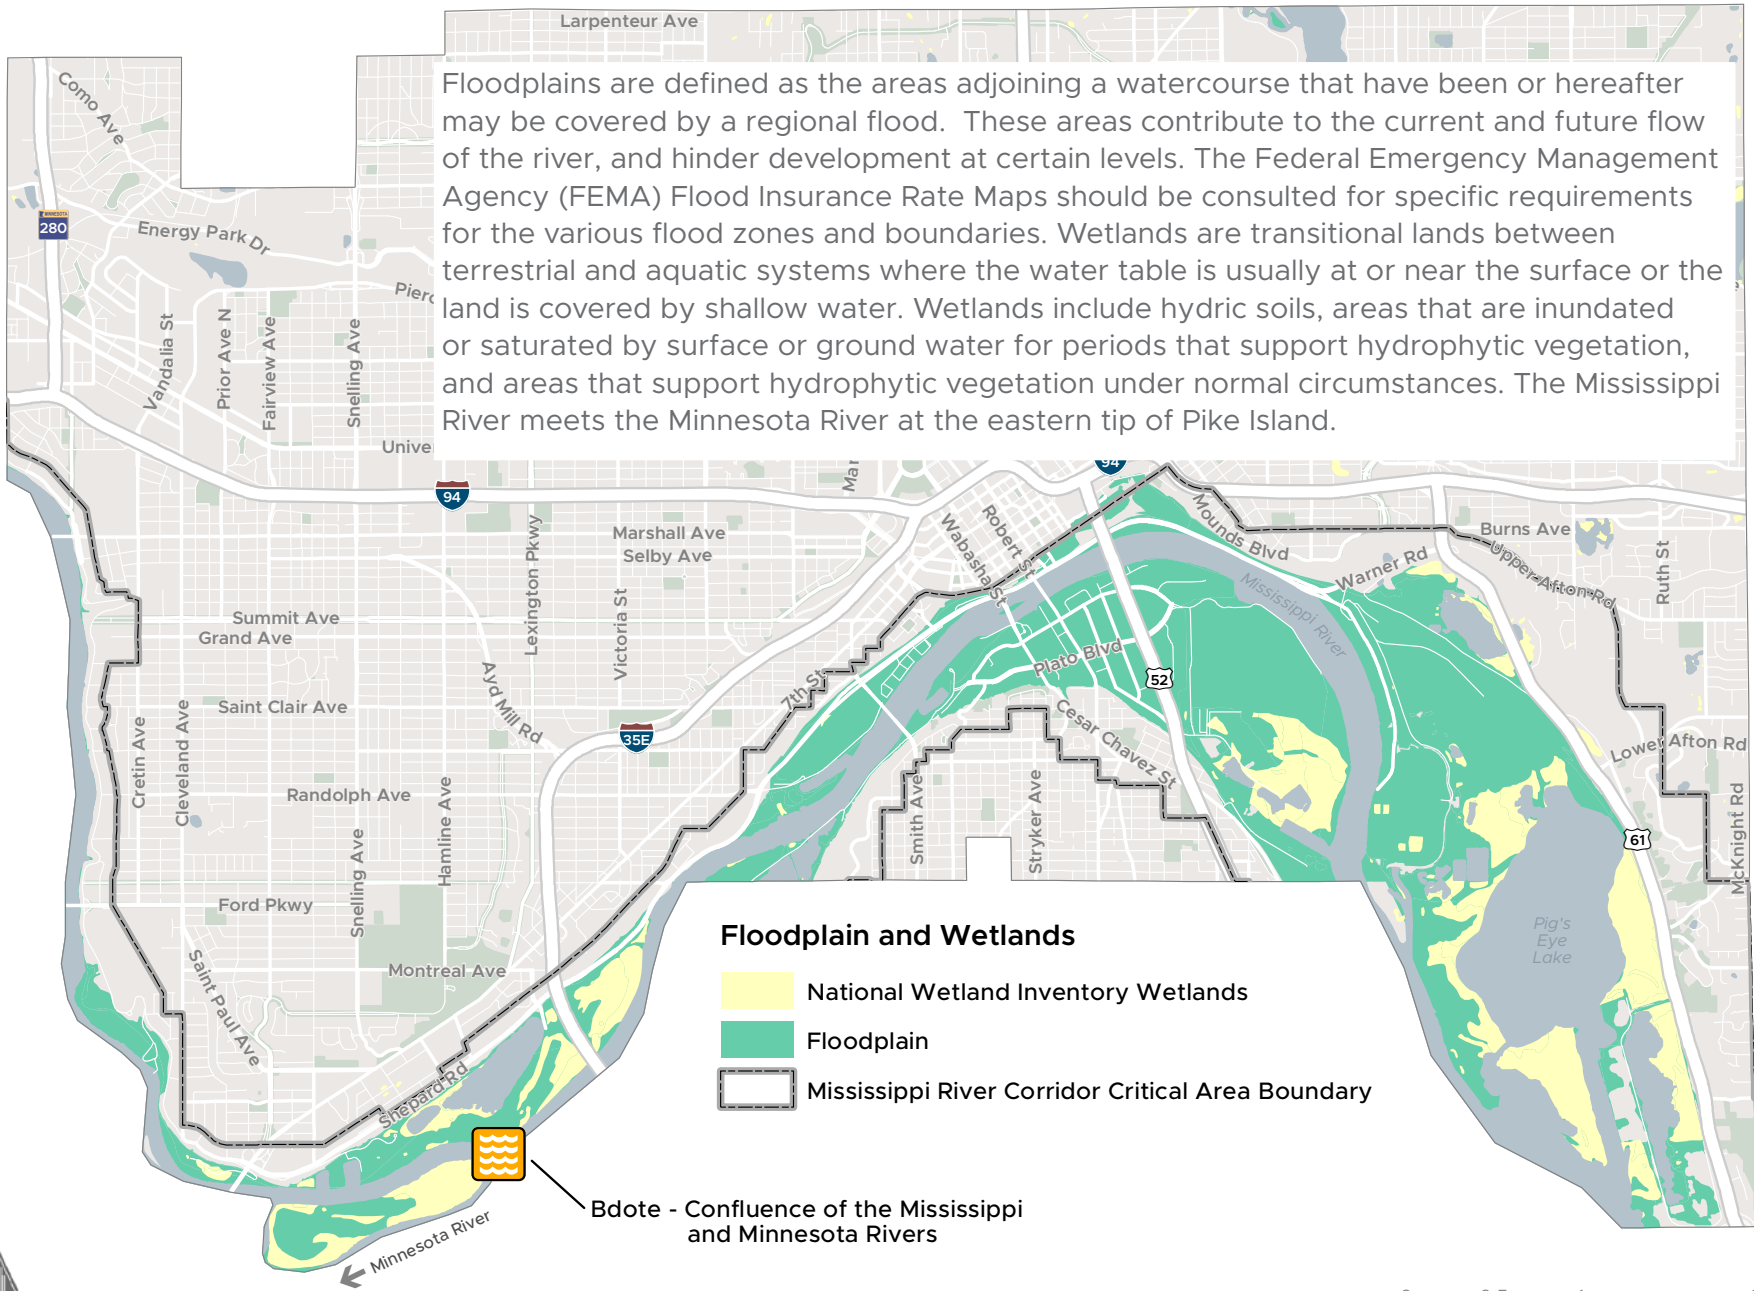 Larpenteur Ave
Floodplains are defined as the areas adjoining a watercourse that have been or hereafter
may be covered by a regional flood.  These areas contribute to the current and future flow
of the river, and hinder development at certain levels. The Federal Emergency Management
Agency (FEMA) Flood Insurance Rate Maps should be consulted for specific requirements
for the various flood zones and boundaries. Wetlands are transitional lands between
terrestrial and aquatic systems where the water table is usually at or near the surface or the
land is covered by shallow water. Wetlands include hydric soils, areas that are inundated
or saturated by surface or ground water for periods that support hydrophytic vegetation,
and areas that support hydrophytic vegetation under normal circumstances. The Mississippi
River meets the Minnesota River at the eastern tip of Pike Island.
Como Ave
MINNESOTA
280
Energy Park Dr
Pierc
Vandalia St
Prior Ave N
Fairview Ave
Snelling Ave
Univer
Mar
94
94
Marshall Ave
Selby Ave
Lexington Pkwy
Victoria St
Wabasha St
Robert St
Mounds Blvd
Burns Ave
Upper Afton Rd
Ruth St
Warner Rd
Mississippi River
Summit Ave
Grand Ave
Ayd Mill Rd
Plato Blvd
52
7th St
Saint Clair Ave
35E
Cesar Chavez St
Lower Afton Rd
Cretin Ave
Cleveland Ave
Randolph Ave
Hamline Ave
Snelling Ave
Smith Ave
Stryker Ave
McKnight Rd
61
Ford Pkwy
Montreal Ave
Saint Paul Ave
Shepard Rd
Pig's
Eye
Lake
Floodplain and Wetlands
National Wetland Inventory Wetlands
Floodplain
Mississippi River Corridor Critical Area Boundary
Bdote - Confluence of the Mississippi
and Minnesota Rivers
Minnesota River